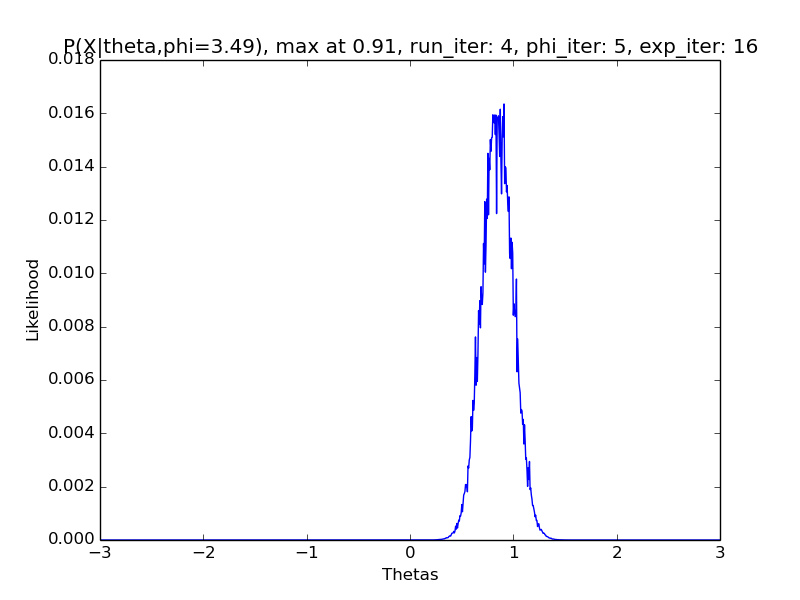 P(X|theta,phi=3.49), max at 0.91, run_iter: 4, phi_iter: 5, exp_iter: 16
0.018
0.016
0.014
0.012
0.010
0.008
0.006
0.004
0.002
0.000
Likelihood
−3 −2 −1 0 1 2 3
Thetas